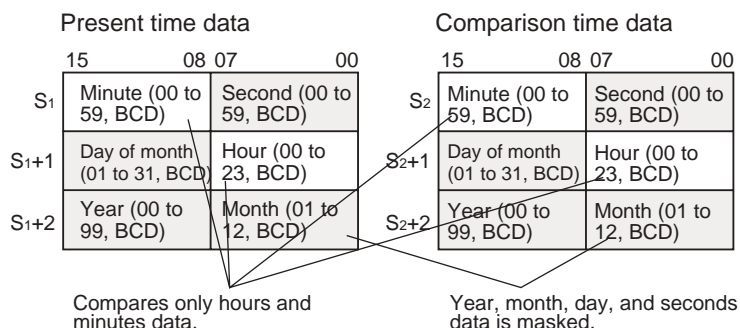 Present time data
Comparison time data
15 08 07 00
15 08 07 00
S1
Minute (00 to
59, BCD)
Second (00 to
59, BCD)
S2
Minute (00 to
59, BCD)
Second (00 to
59, BCD)
S1+1
Day of month
(01 to 31, BCD)
Hour (00 to
23, BCD)
S2+1
Day of month
(01 to 31, BCD)
Hour (00 to
23, BCD)
S1+2
Year (00 to
99, BCD)
Month (01 to
12, BCD)
S2+2
Year (00 to
99, BCD)
Month (01 to
12, BCD)
Compares only hours and
minutes data.
Year, month, day, and seconds
data is masked.